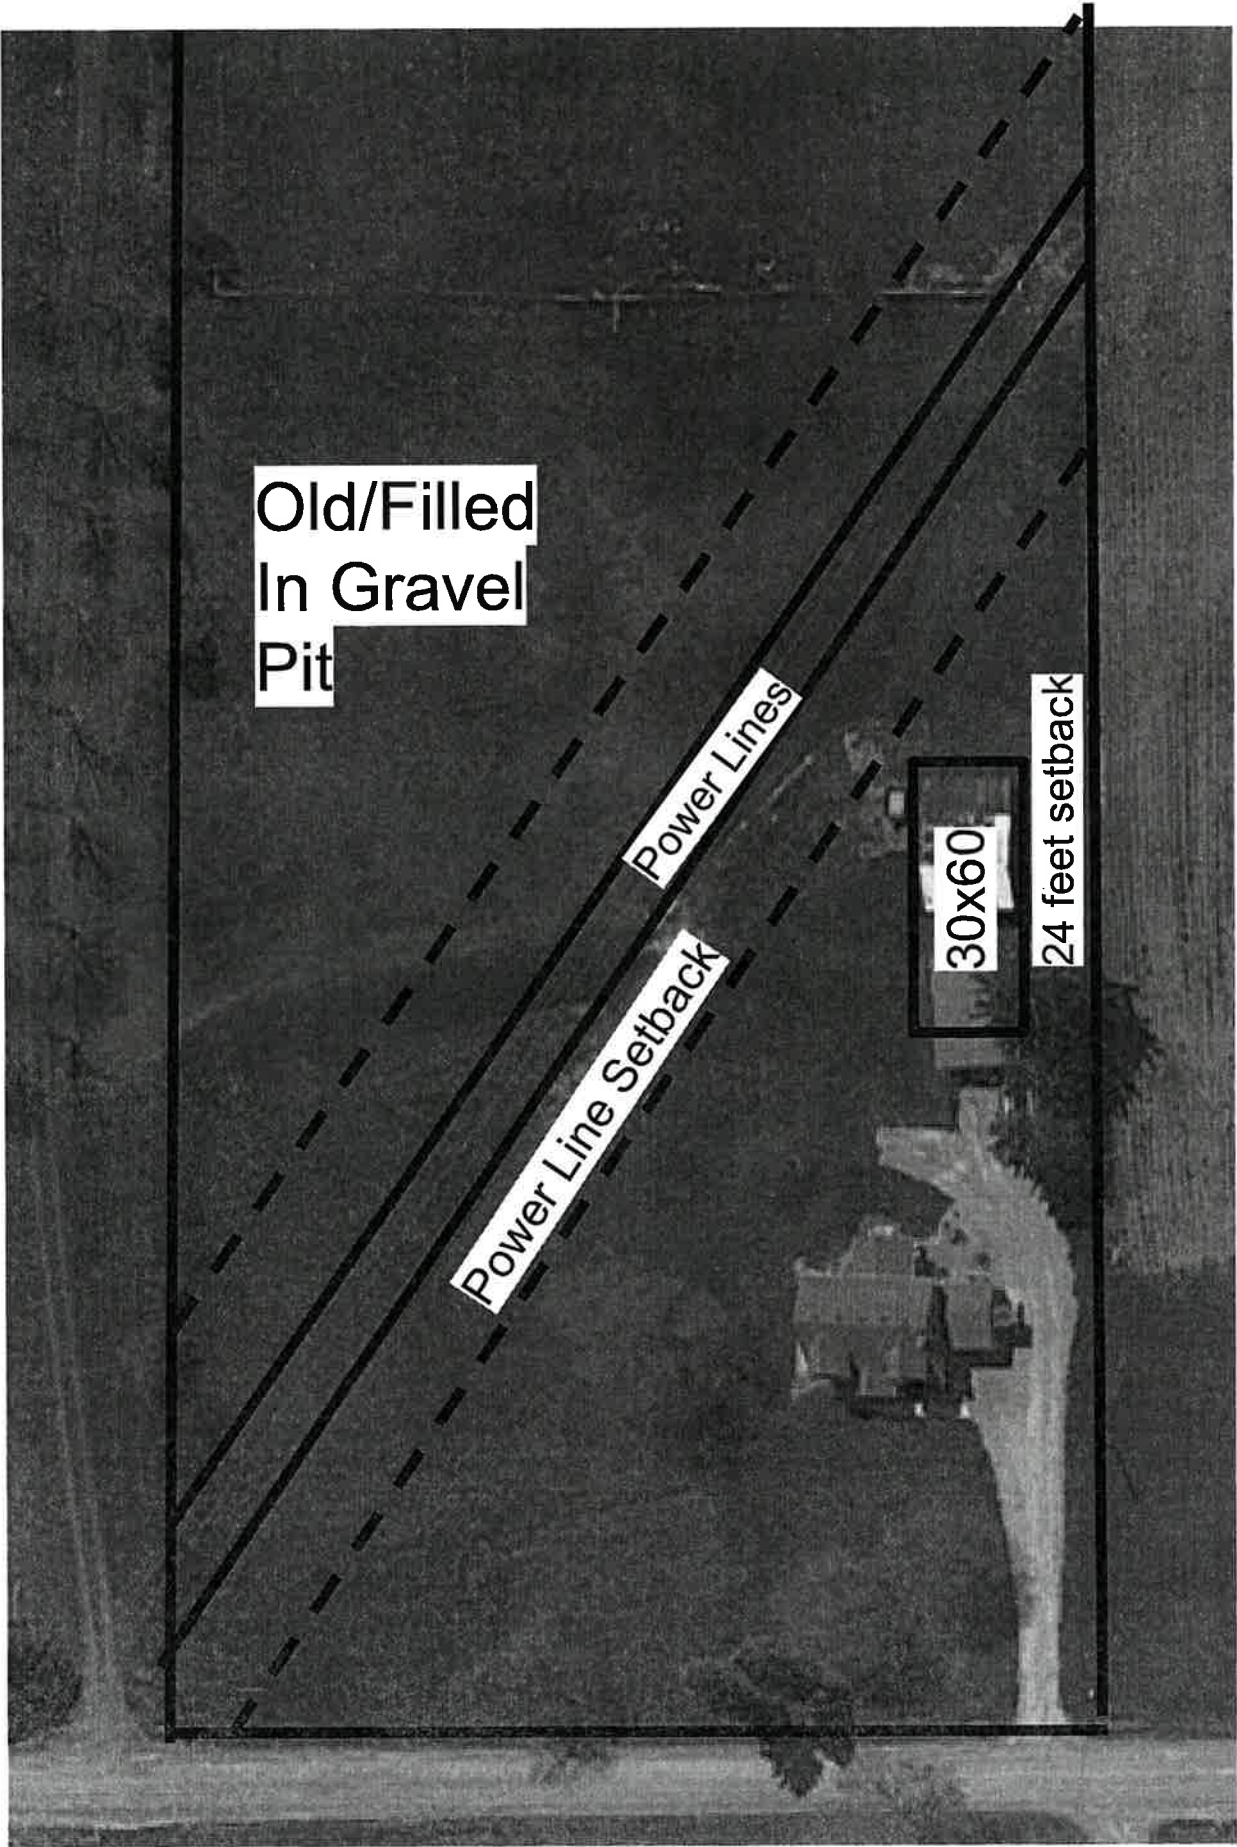 Old/Filled
In Gravel
Pit
Power Lines
Power Line Setback
30x60
24 feet setback